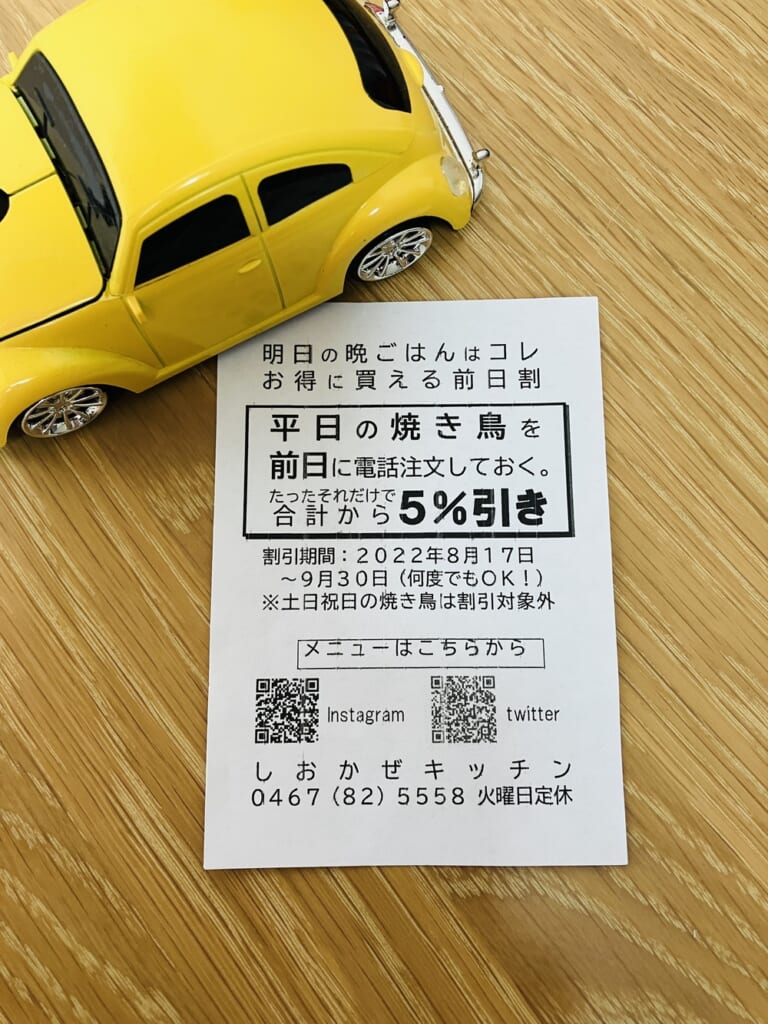 明日の晩ごはんはコレ
お得に買える前日割
平日の焼き鳥を
前日に電話注文しておく。
たったそれだけで
合計から5%引き
割引期間:2022年8月17日
~9月30日(何度でもOK!)
※土日祝日の焼き鳥は割引対象外
メニューはこちらから
Instagram twitter
しおかぜキッチン
0467(82)5558 火曜日定休